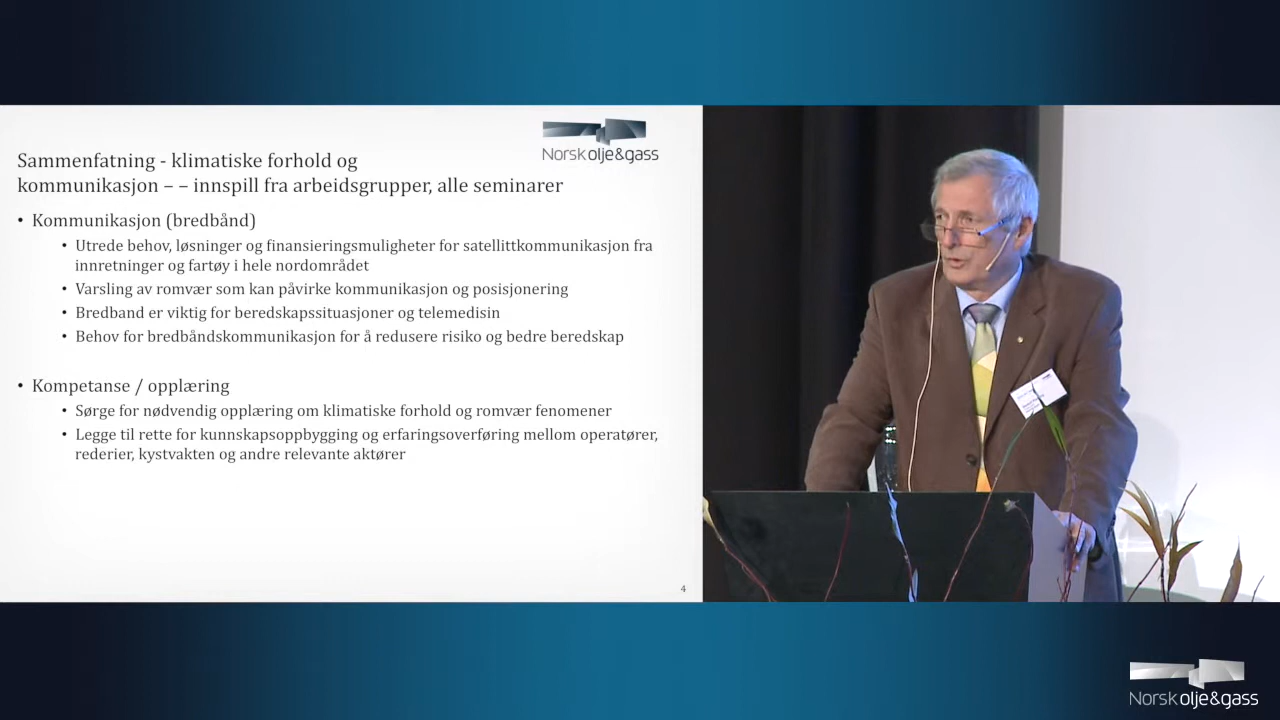 Norsk olje&gass
Sammenfatning - klimatiske forhold og
kommunikasjon – – innspill fra arbeidsgrupper, alle seminarer
• Kommunikasjon (bredbånd)
• Utrede behov, løsninger og finansieringsmuligheter for satellittkommunikasjon fra
innretninger og fartøy i hele nordområdet
• Varsling av romvær som kan påvirke kommunikasjon og posisjonering
• Bredband er viktig for beredskapssituasjoner og telemedisin
• Behov for bredbåndskommunikasjon for å redusere risiko og bedre beredskap
• Kompetanse / opplæring
• Sørge for nødvendig opplæring om klimatiske forhold og romvær fenomener
• Legge til rette for kunnskapsoppbygging og erfaringsoverføring mellom operatører,
rederier, kystvakten og andre relevante aktører
4
Norsk olje&gass